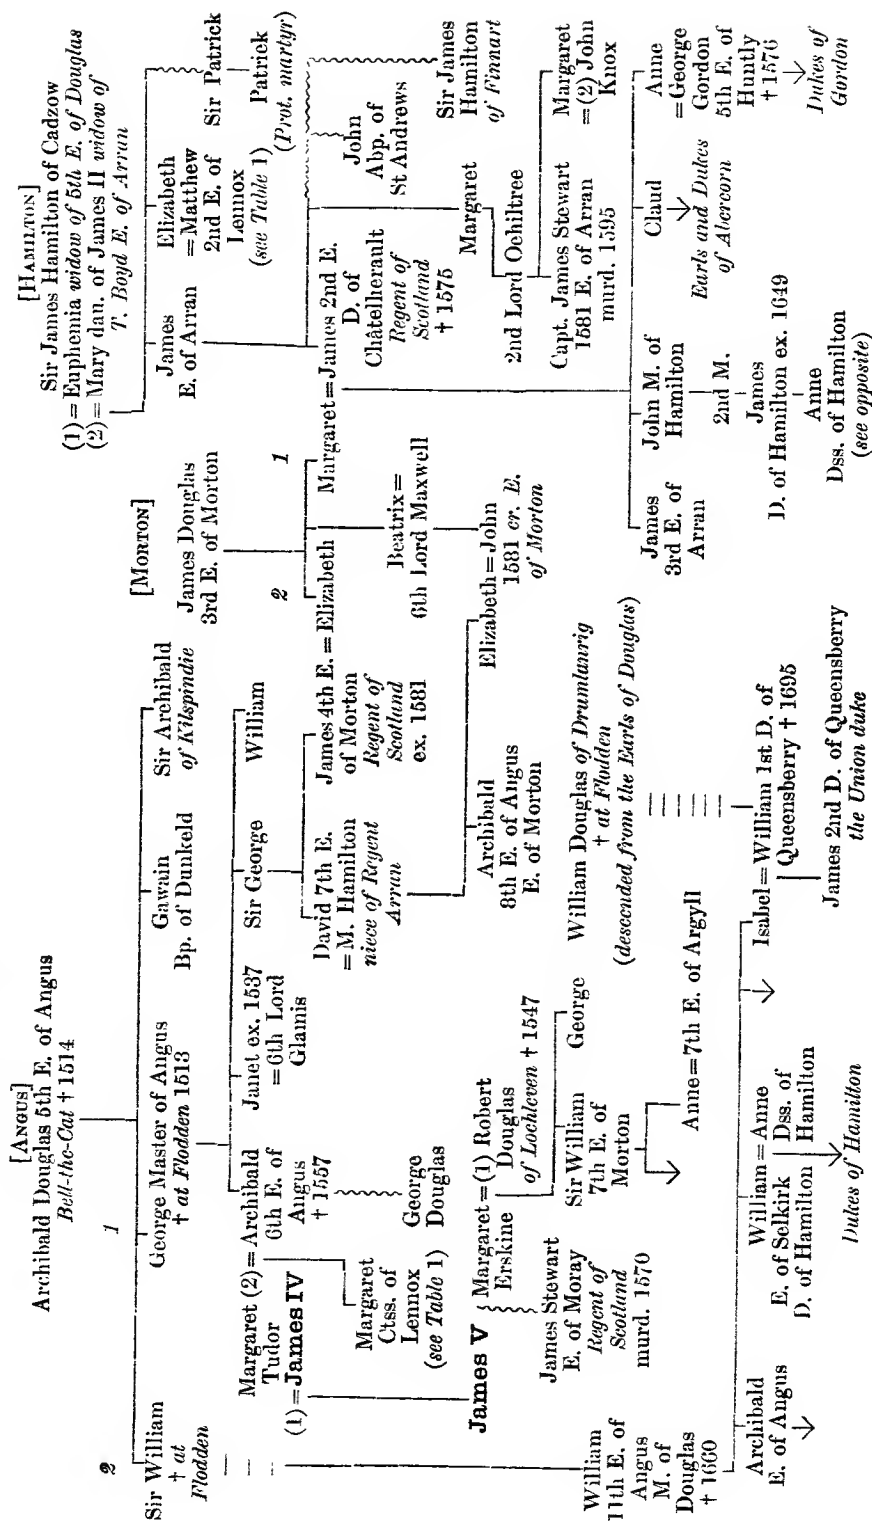 [ANGUS]
Archibald Douglas 5th E. of Angus
Bell-the-Cat † 1514
2
Sir William
† at
Flodden
1
George Master of Angus
† at Flodden 1513
Gawain
Bp. of Dunkeld
Sir Archibald
of Kilspindie
Margaret (2) = Archibald
Tudor
6th E. of
Angus
† 1557
(1) = James IV
Janet ex. 1537
= 6th Lord
Glamis
Sir George
William
Margaret
Ctss. of
Lennox
(see Table 1)
George
Douglas
David 7th E.
= M. Hamilton
niece of Regent
Arran
James 4th E. = Elizabeth
of Morton
Regent of
Scotland
ex. 1581
James V
Margaret = (1) Robert
Erskine
Douglas
of Lochleven † 1547
James Stewart
E. of Moray
Regent of
Scotland
murd. 1570
Sir William
7th E. of
Morton
George
Anne = 7th E. of Argyll
Archibald
8th E. of Angus
E. of Morton
Elizabeth = John
1581 cr. E.
of Morton
William Douglas of Drumlanrig
† at Flodden
(descended from the Earls of Douglas)
William
11th E. of
Angus
M. of
Douglas
† 1660
Archibald
E. of Angus
William = Anne
E. of Selkirk
Dss. of
D. of Hamilton
Hamilton
Dukes of Hamilton
Isabel = William 1st D. of
Queensberry † 1695
James 2nd D. of Queensberry
the Union duke
[MORTON]
James Douglas
3rd E. of Morton
2
1
Beatrix =
6th Lord Maxwell
[HAMILTON]
Sir James Hamilton of Cadzow
(1) = Euphemia widow of 5th E. of Douglas
(2) = Mary dau. of James II widow of
T. Boyd E. of Arran
James
E. of Arran
Elizabeth
= Matthew
2nd E. of
Lennox
(see Table 1)
Sir Patrick
Patrick
(Prot. martyr)
Margaret = James 2nd E.
D. of
Châtelherault
Regent of
Scotland
† 1575
Margaret
John
Abp. of
St Andrews
Sir James
Hamilton
of Finnart
2nd Lord Ochiltree
Capt. James Stewart
1581 E. of Arran
murd. 1595
Margaret
= (2) John
Knox
James
3rd E. of
Arran
John M. of
Hamilton
Claud
Earls and Dukes
of Abercorn
Anne
= George
Gordon
5th E. of
Huntly
† 1576
Dukes of
Gordon
2nd M.
James
D. of Hamilton ex. 1649
Anne
Dss. of Hamilton
(see opposite)